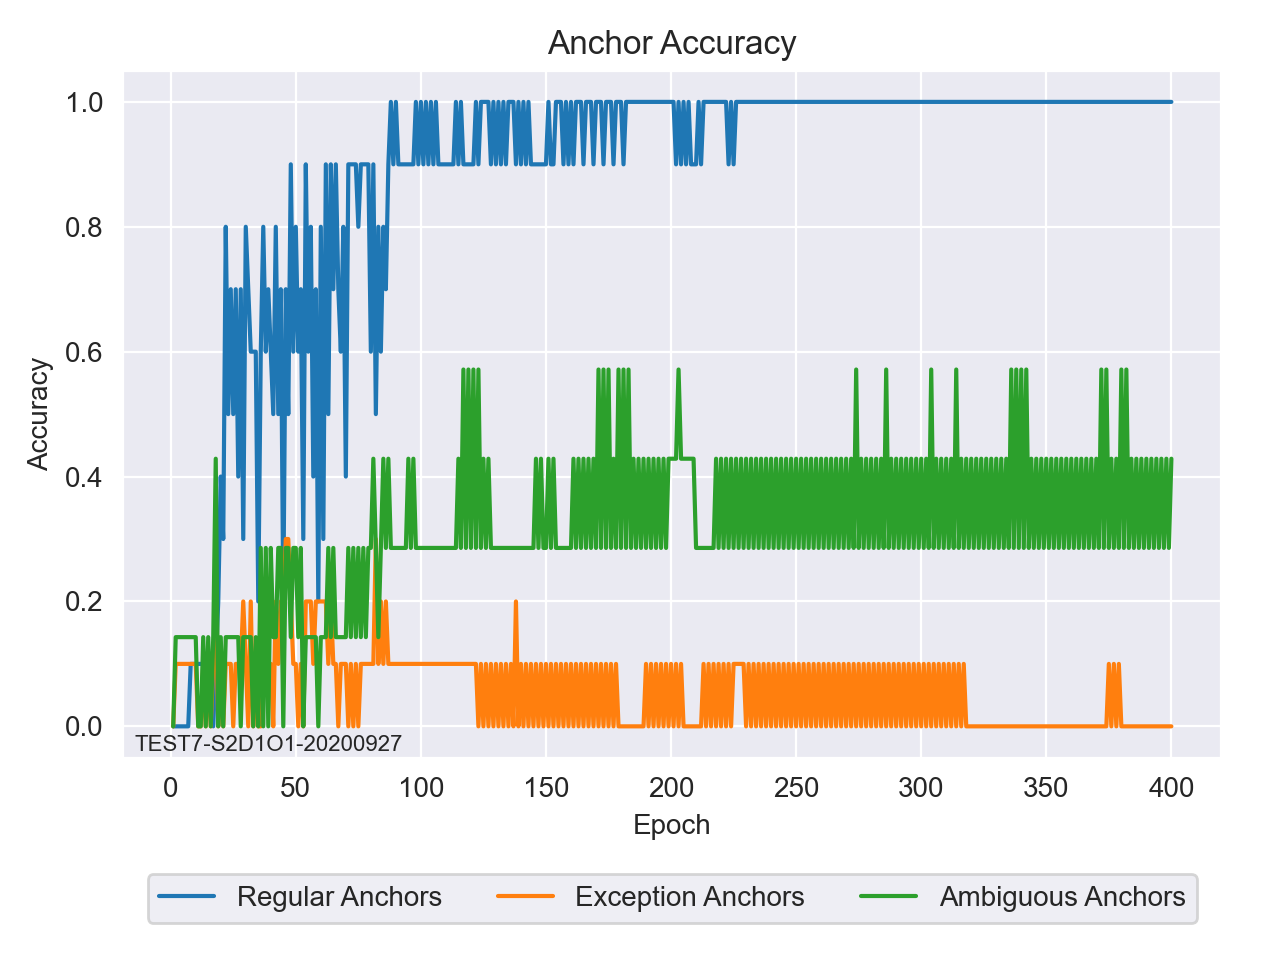 Anchor Accuracy
1.0
0.8
0.6
0.4
0.2
0.0
Accuracy
TEST7-S2D1O1-20200927
0 50 100 150 200 250 300 350 400
Epoch
Regular Anchors Exception Anchors Ambiguous Anchors